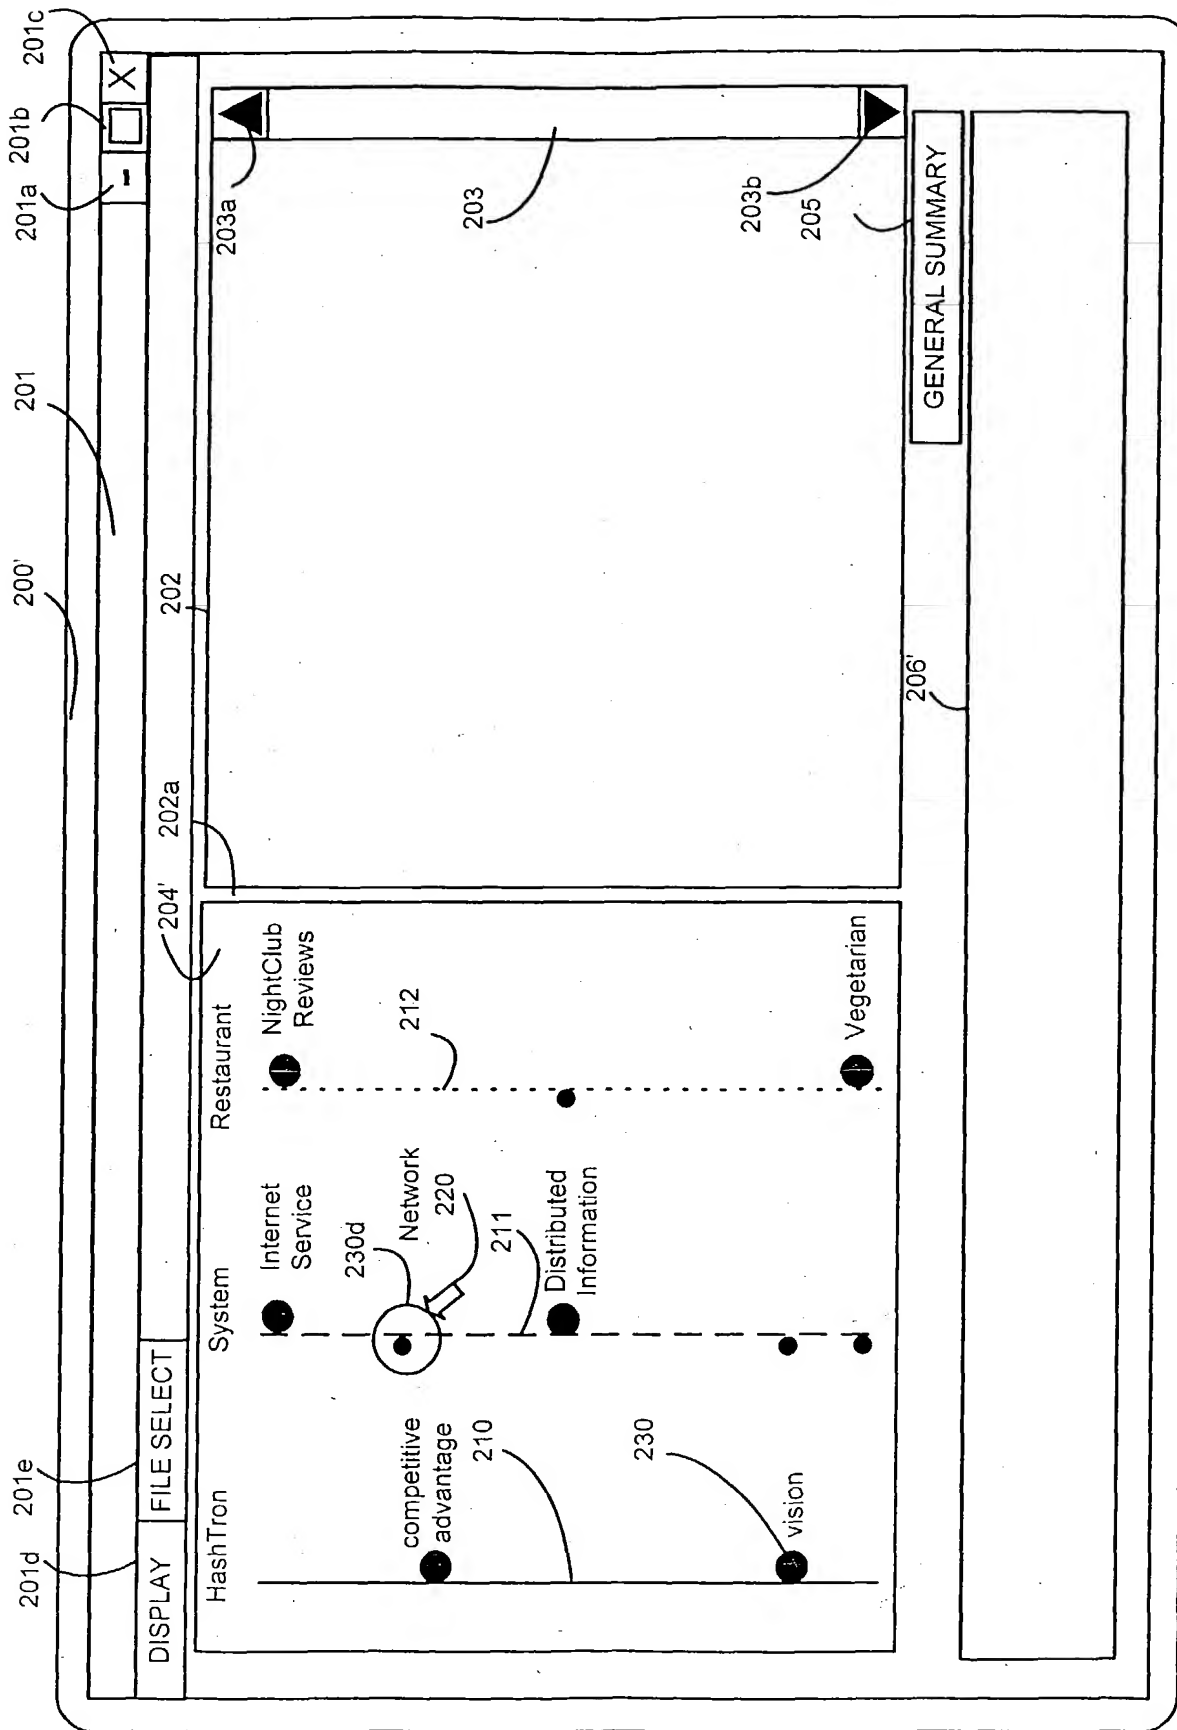 200'
201
201a
201b
201c
201d
201e
DISPLAY
FILE SELECT
202
202a
204'
HashTron
System
Restaurant
competitive
advantage
210
230
vision
Internet
Service
230d
Network
220
211
Distributed
Information
NightClub
Reviews
212
Vegetarian
203a
203
203b
205
GENERAL SUMMARY
206'